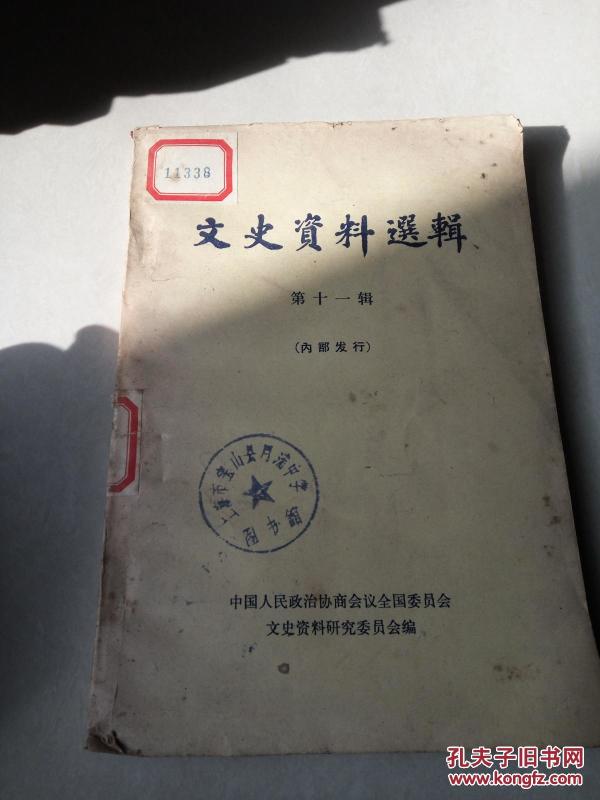 11338
文史資料選輯
第十一辑
(内部发行)
上海市宝山县月浦中学
图书馆
中国人民政治协商会议全国委员会
文史资料研究委员会编
孔夫子旧书网
www.kongfz.com